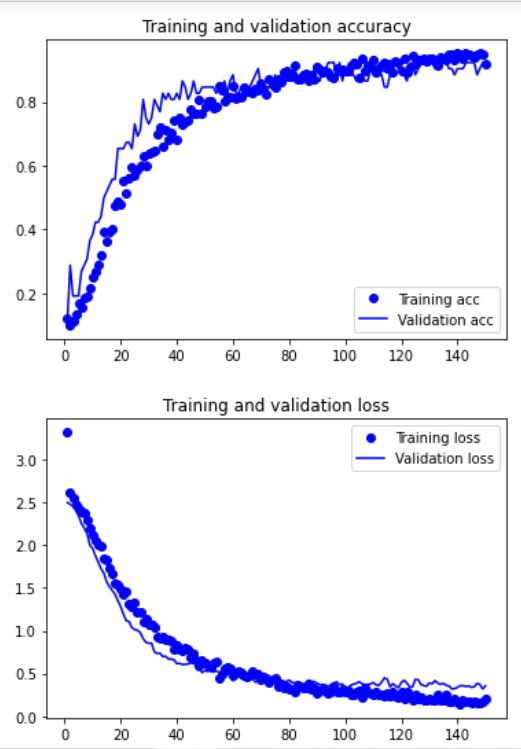 Training and validation accuracy
0.8
0.6
0.4
0.2
Training acc
Validation acc
0 20 40 60 80 100 120 140
Training and validation loss
Training loss
Validation loss
3.0
2.5
2.0
1.5
1.0
0.5
0.0
0 20 40 60 80 100 120 140